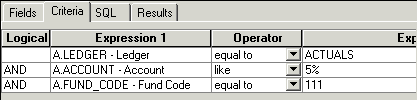 Fields Criteria SQL Results
Logical Expression 1 Operator Exp
A.LEDGER - Ledger equal to ACTUALS
AND A.ACCOUNT - Account like 5%
AND A.FUND_CODE - Fund Code equal to 111